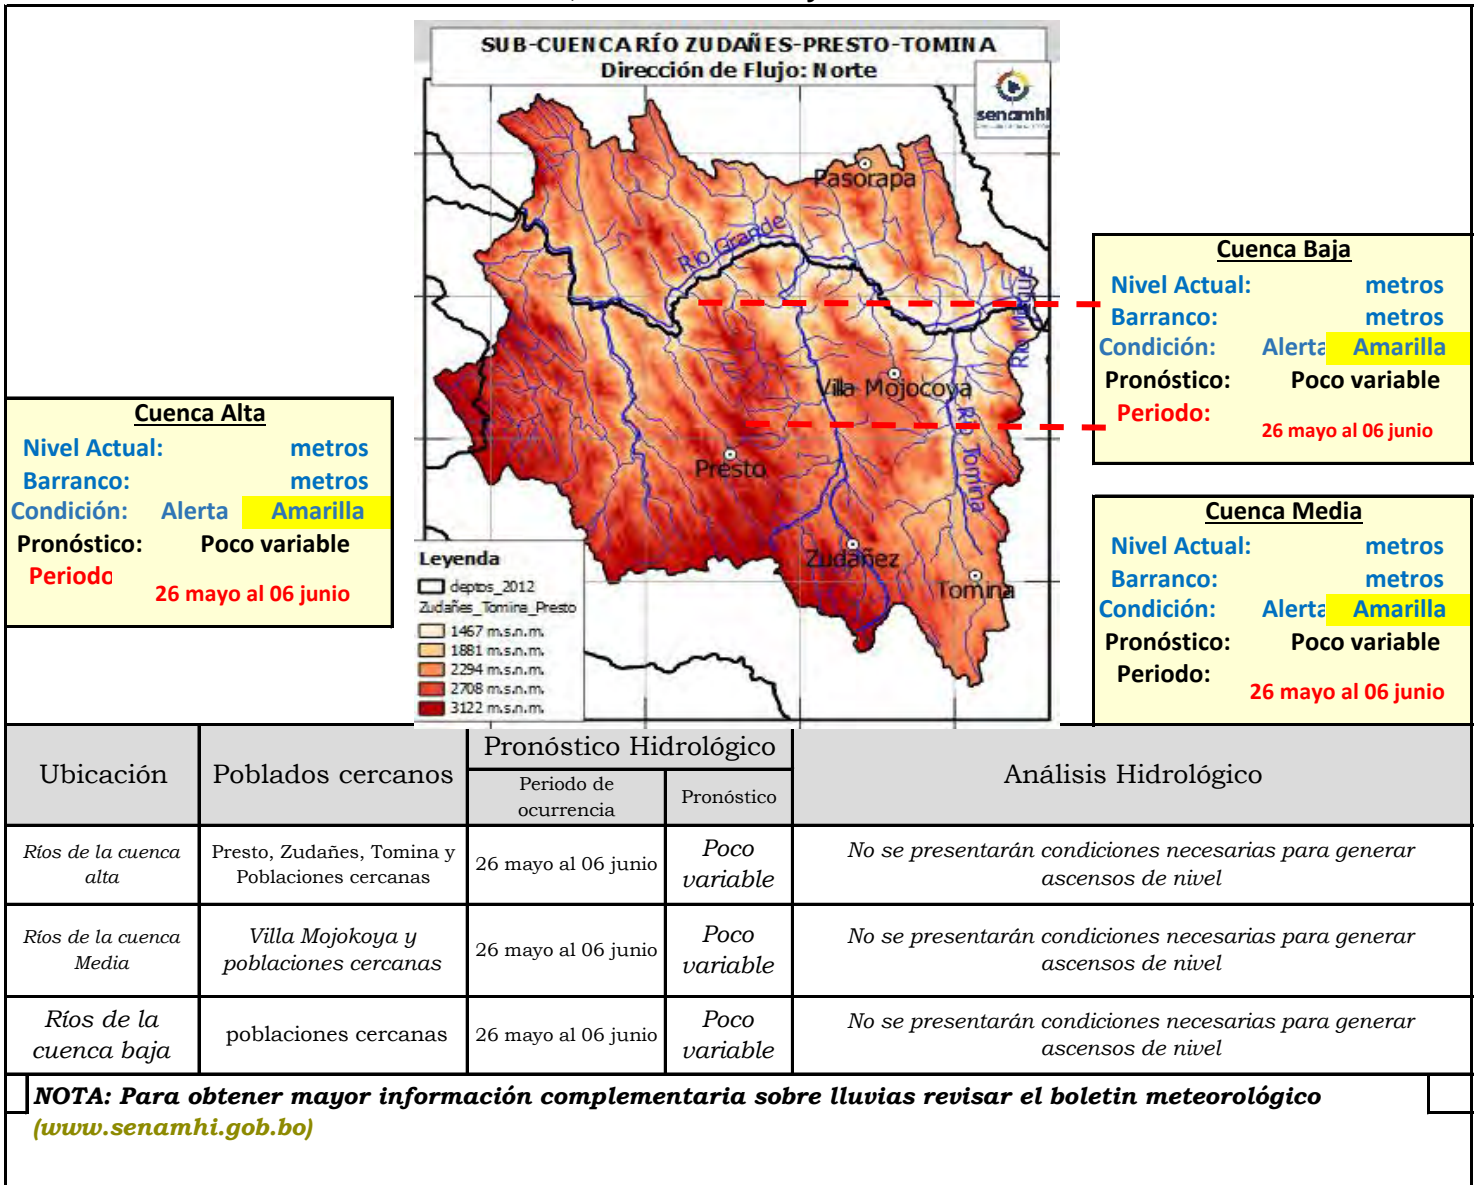 SUB-CUENCA RÍO ZUDAÑES-PRESTO-TOMINA
Dirección de Flujo: Norte
senamhi
Pasorapa
Río Grande
Río Mizque
Villa Mojocoya
Río Tomina
Presto
Zudañez
Tomina
Leyenda
deptos_2012
Zudañes_Tomina_Presto
1467 m.s.n.m.
1881 m.s.n.m.
2294 m.s.n.m.
2708 m.s.n.m.
3122 m.s.n.m.
Cuenca Alta
Nivel Actual: metros
Barranco: metros
Condición: Alerta Amarilla
Pronóstico: Poco variable
Periodo
26 mayo al 06 junio
Cuenca Baja
Nivel Actual: metros
Barranco: metros
Condición: Alerta Amarilla
Pronóstico: Poco variable
Periodo:
26 mayo al 06 junio
Cuenca Media
Nivel Actual: metros
Barranco: metros
Condición: Alerta Amarilla
Pronóstico: Poco variable
Periodo:
26 mayo al 06 junio
Ubicación
Poblados cercanos
Pronóstico Hidrológico
Periodo de
ocurrencia
Pronóstico
Análisis Hidrológico
Ríos de la cuenca
alta
Presto, Zudañes, Tomina y
Poblaciones cercanas
26 mayo al 06 junio
Poco
variable
No se presentarán condiciones necesarias para generar
ascensos de nivel
Ríos de la cuenca
Media
Villa Mojokoya y
poblaciones cercanas
26 mayo al 06 junio
Poco
variable
No se presentarán condiciones necesarias para generar
ascensos de nivel
Ríos de la
cuenca baja
poblaciones cercanas
26 mayo al 06 junio
Poco
variable
No se presentarán condiciones necesarias para generar
ascensos de nivel
NOTA: Para obtener mayor información complementaria sobre lluvias revisar el boletin meteorológico
(www.senamhi.gob.bo)